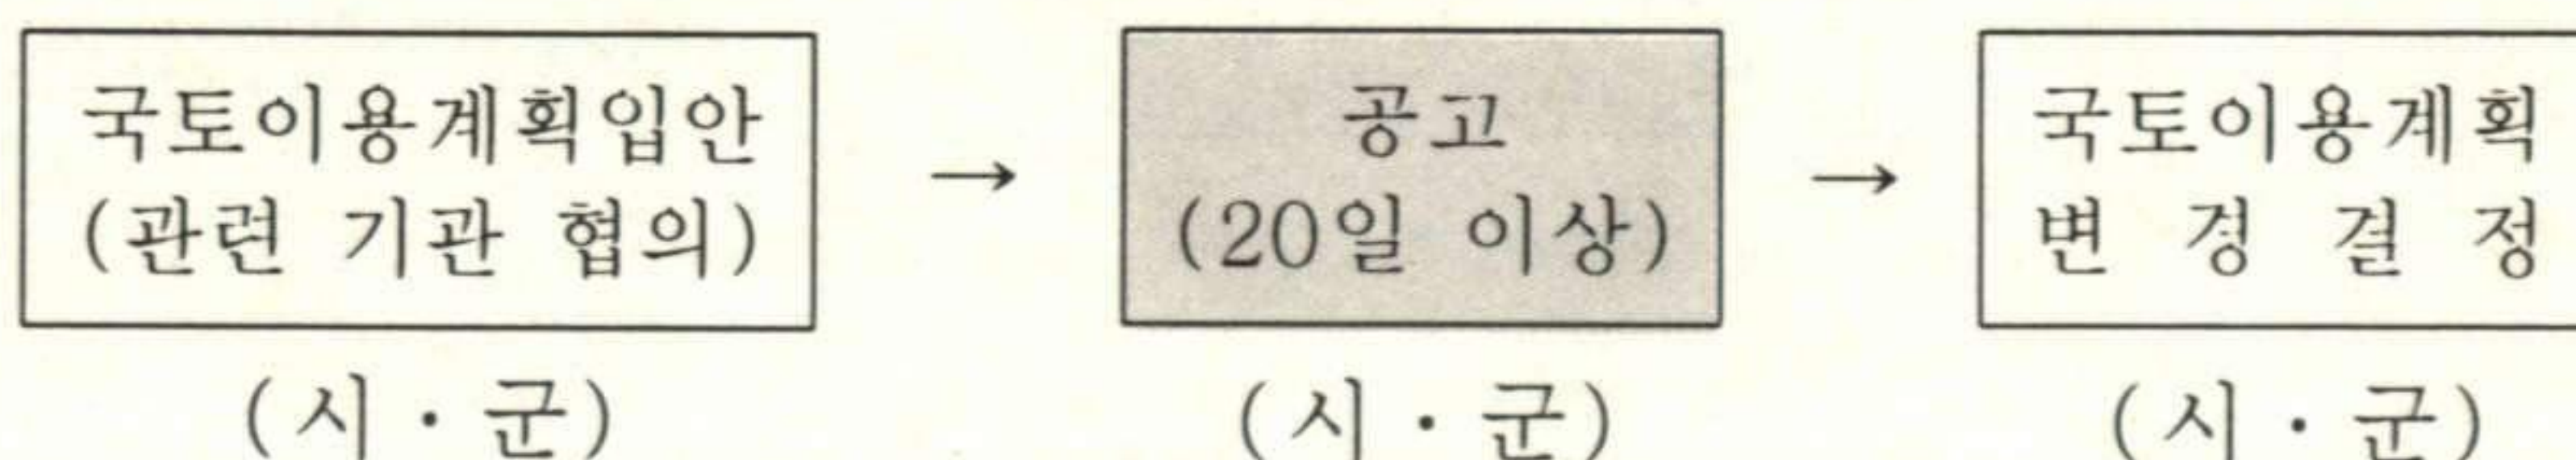 국토이용계획입안
(관련 기관 협의)
(시 · 군)
→
공고
(20일 이상)
(시 · 군)
→
국토이용계획
변 경 결 정
(시 · 군)